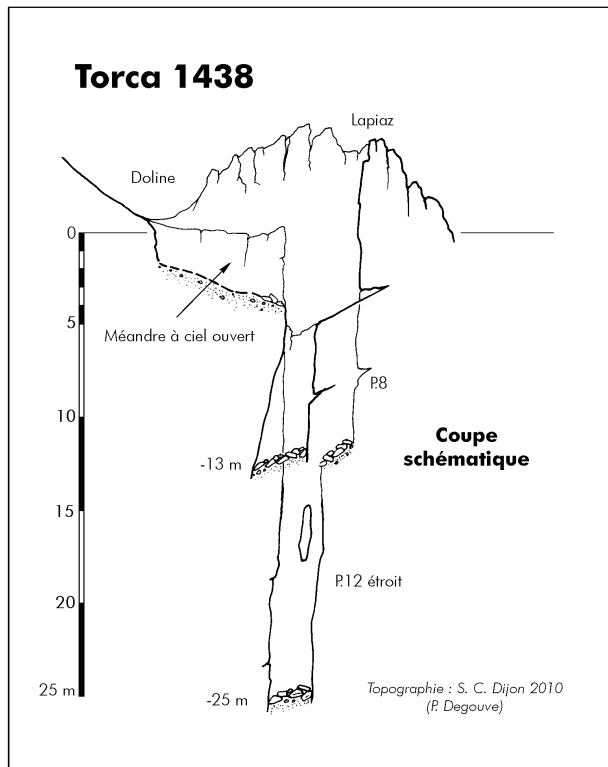 Torca 1438
Lapiaz
Doline
0
Méandre à ciel ouvert
5
P.8
10
Coupe
schématique
-13 m
15
P.12 étroit
20
25 m
-25 m
Topographie : S. C. Dijon 2010
(P. Degouve)